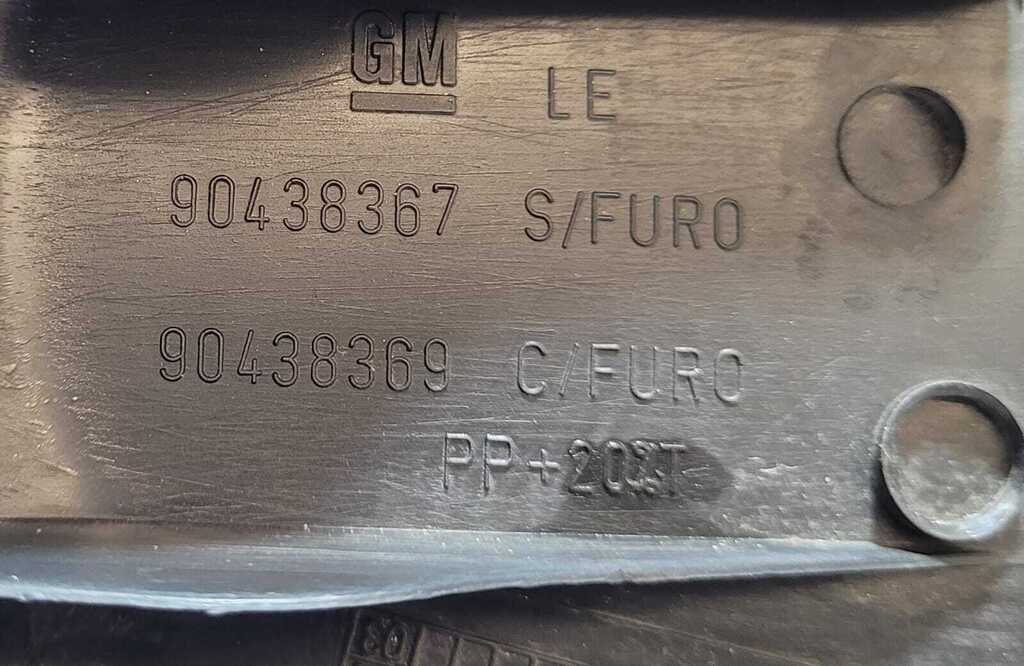 GM LE
90438367 S/FURO
90438369 C/FURO
PP+20%T